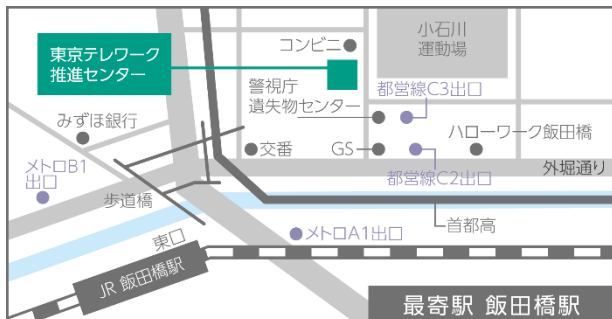 小石川
運動場
コンビニ
東京テレワーク
推進センター
警視庁
遺失物センター
都営線C3出口
みずほ銀行
交番
GS
ハローワーク飯田橋
メトロB1
出口
都営線C2出口
外堀通り
歩道橋
首都高
メトロA1出口
東口
JR 飯田橋駅
最寄駅 飯田橋駅